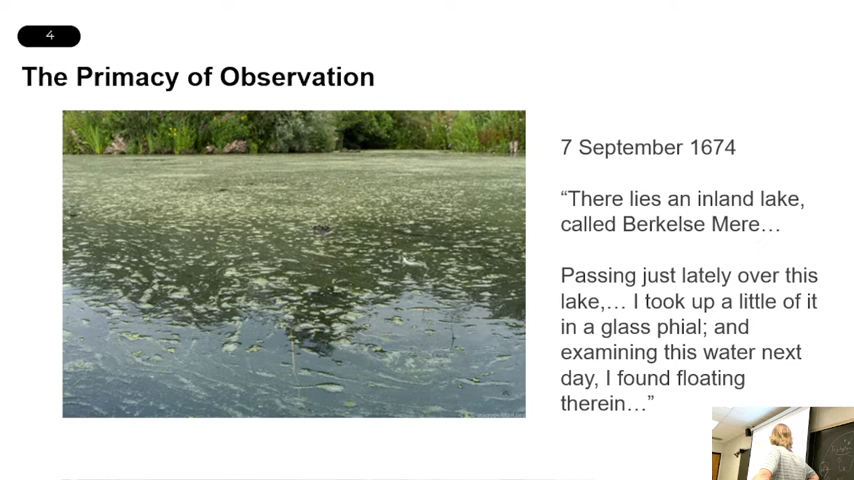 4
The Primacy of Observation
7 September 1674
“There lies an inland lake,
called Berkelse Mere…
Passing just lately over this
lake,… I took up a little of it
in a glass phial; and
examining this water next
day, I found floating
therein…”